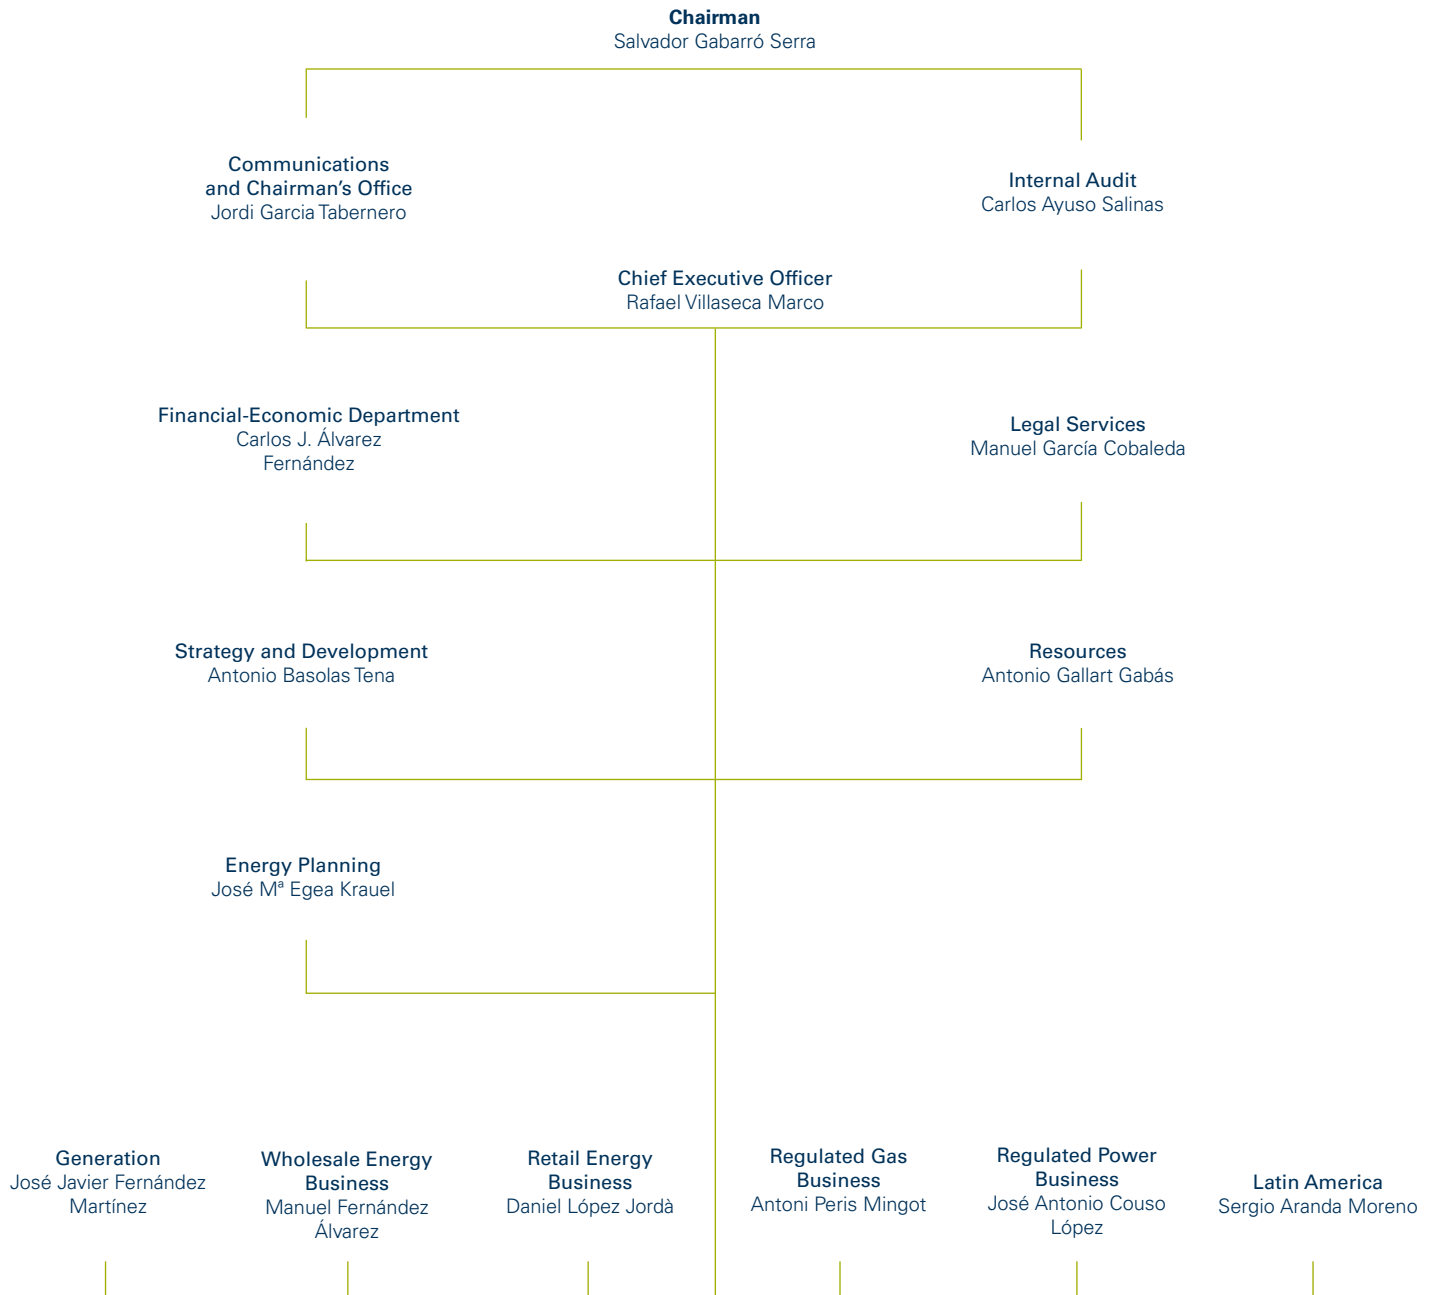 Chairman
Salvador Gabarró Serra
Communications
and Chairman’s Office
Jordi Garcia Tabernero
Internal Audit
Carlos Ayuso Salinas
Chief Executive Officer
Rafael Villaseca Marco
Financial-Economic Department
Carlos J. Álvarez
Fernández
Legal Services
Manuel García Cobaleda
Strategy and Development
Antonio Basolas Tena
Resources
Antonio Gallart Gabás
Energy Planning
José Mª Egea Krauel
Generation
José Javier Fernández
Martínez
Wholesale Energy
Business
Manuel Fernández
Álvarez
Retail Energy
Business
Daniel López Jordà
Regulated Gas
Business
Antoni Peris Mingot
Regulated Power
Business
José Antonio Couso
López
Latin America
Sergio Aranda Moreno